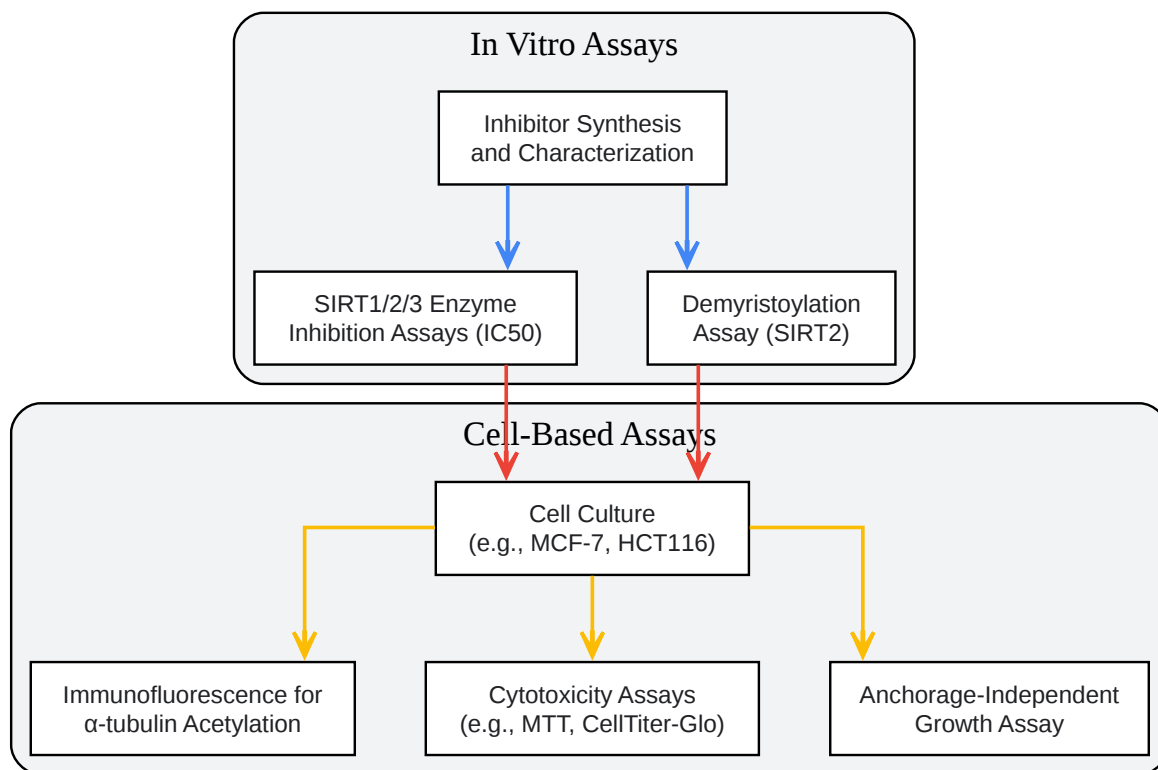 In Vitro Assays
Inhibitor Synthesis
and Characterization
SIRT1/2/3 Enzyme
Inhibition Assays (IC50)
Demyristoylation
Assay (SIRT2)
Cell-Based Assays
Cell Culture
(e.g., MCF-7, HCT116)
Immunofluorescence for
α-tubulin Acetylation
Cytotoxicity Assays
(e.g., MTT, CellTiter-Glo)
Anchorage-Independent
Growth Assay